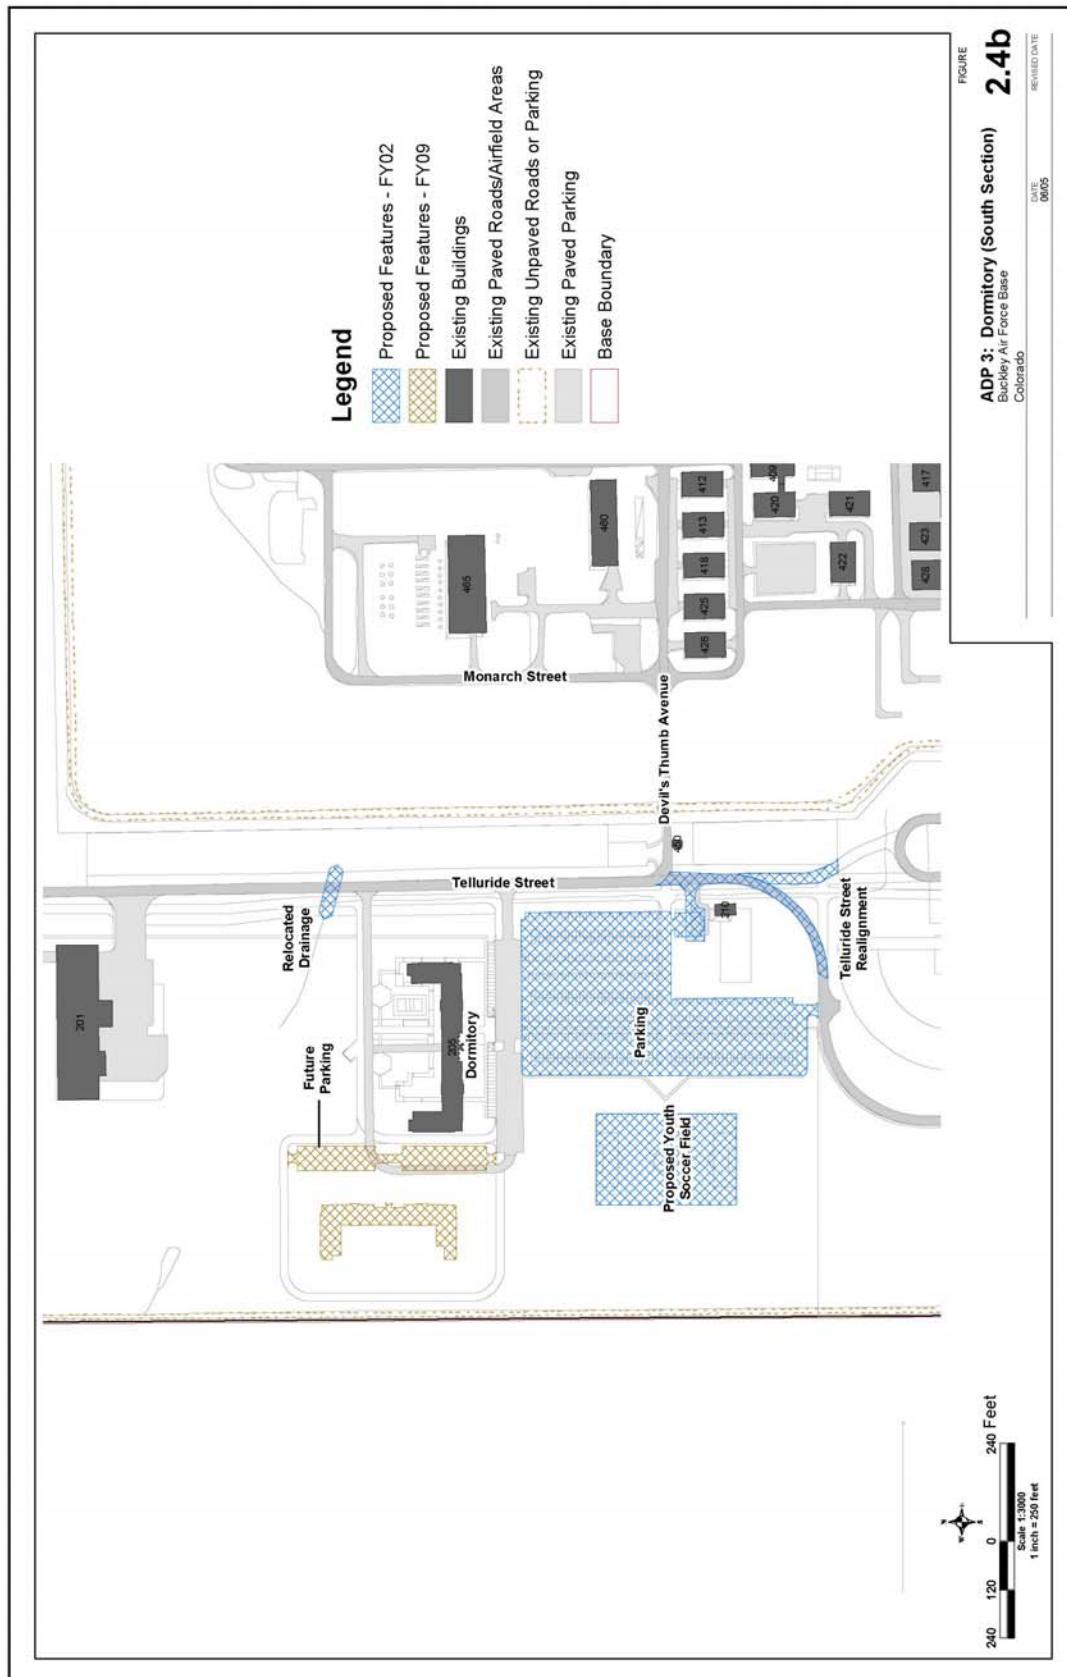 FIGURE
2.4b
ADP 3: Dormitory (South Section)
Buckley Air Force Base
Colorado
DATE
06/05
REVISED DATE
Legend
Proposed Features - FY02
Proposed Features - FY09
Existing Buildings
Existing Paved Roads/Airfield Areas
Existing Unpaved Roads or Parking
Existing Paved Parking
Base Boundary
465
460
412
413
418
425
426
409
420
421
422
417
423
428
Monarch Street
Devil's Thumb Avenue
Telluride Street
210
Telluride Street
Realignment
Relocated
Drainage
201
205
Dormitory
Future
Parking
Parking
Proposed Youth
Soccer Field
N
W
E
S
240
120
0
240 Feet
Scale 1:3000
1 inch = 250 feet